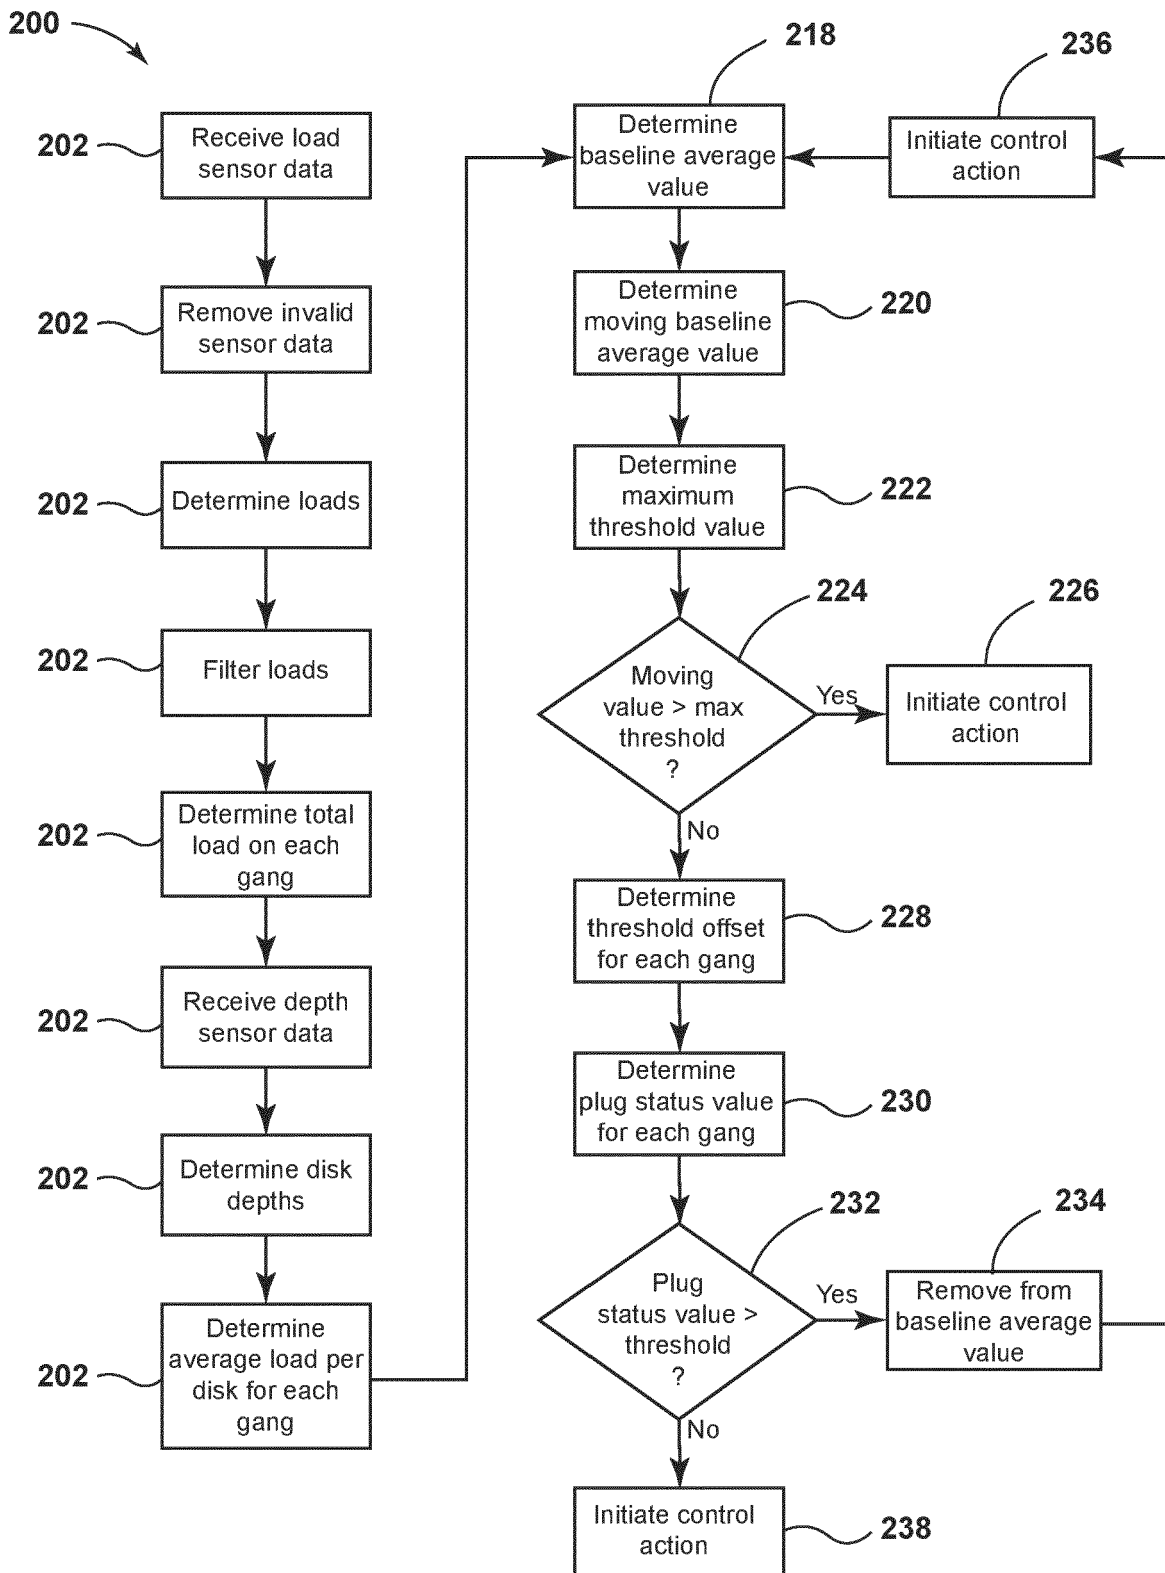 200
202
Receive load
sensor data
202
Remove invalid
sensor data
202
Determine loads
202
Filter loads
202
Determine total
load on each
gang
202
Receive depth
sensor data
202
Determine disk
depths
202
Determine
average load per
disk for each
gang
218
Determine
baseline average
value
236
Initiate control
action
Determine
moving baseline
average value
220
Determine
maximum
threshold value
222
224
Moving
value > max
threshold
?
Yes
226
Initiate control
action
No
Determine
threshold offset
for each gang
228
Determine
plug status value
for each gang
230
232
Plug
status value >
threshold
?
Yes
234
Remove from
baseline average
value
No
Initiate control
action
238